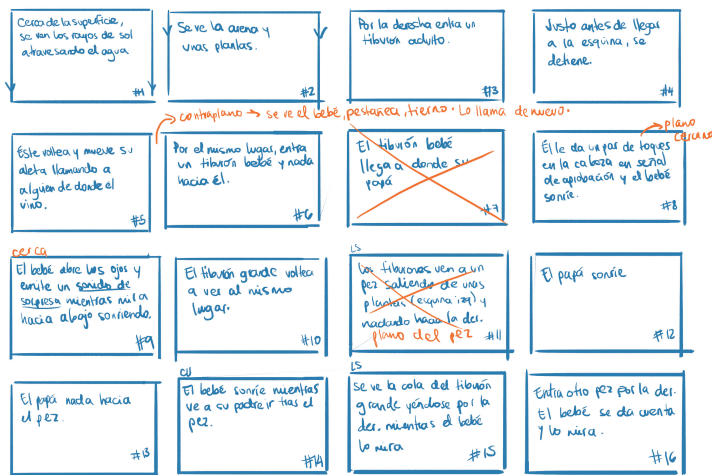 Cerca de la superficie,
se ven los rayos de sol
atravesando el agua
#1
Se ve la arena y
unas plantas.
#2
Por la derecha entra un
tiburón adulto.
#3
Justo antes de llegar
a la esquina, se
detiene.
#4
contraplano → se ve el bebé, pestañea, tierno. Lo llama de nuevo.
Éste voltea y mueve su
aleta llamando a
alguien de donde el
vino.
#5
Por el mismo lugar, entra
un tiburón bebé y nada
hacia él.
#6
El tiburón bebé
llega a donde su
papá
#7
plano
cercano
Él le da un par de toques
en la cabeza en señal
de aprobación y el bebé
sonríe.
#8
cerca
El bebé abre los ojos y
emite un sonido de
sorpresa mientras mira
hacia abajo sonriendo.
#9
El tiburón grande voltea
a ver al mismo
lugar.
#10
LS
Los tiburones ven a un
pez saliendo de unas
plantas (esquina izq) y
nadando hacia la der.
plano del pez
#11
El papá sonríe
#12
El papá nada hacia
el pez.
#13
CU
El bebé sonríe mientras
ve a su padre ir tras el
pez.
#14
LS
Se ve la cola del tiburón
grande yéndose por la
der. mientras el bebé
lo mira
#15
Entra otro pez por la der.
El bebé se da cuenta
y lo mira.
#16